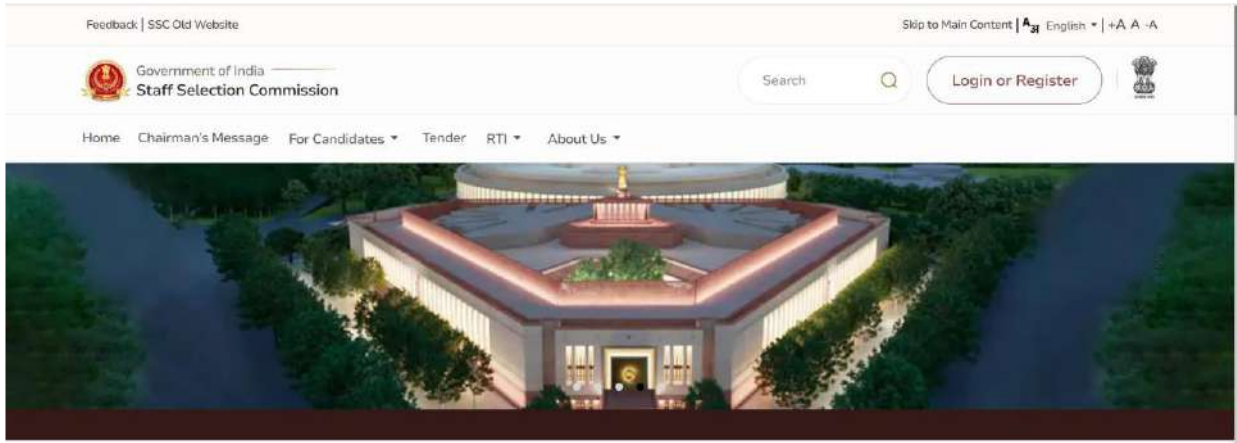 Feedback | SSC Old Website
Skip to Main Content | Aअ English | +A A -A
Government of India
Staff Selection Commission
Search
Login or Register
Home Chairman's Message For Candidates Tender RTI About Us